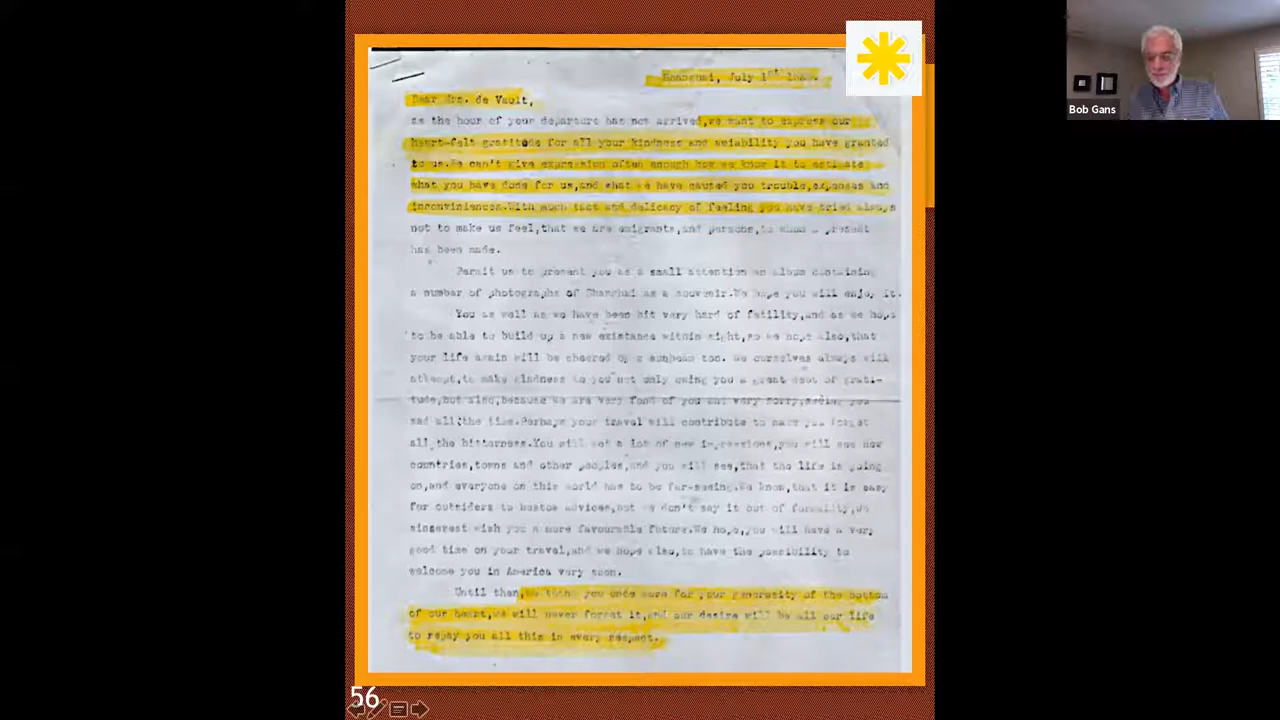 Shanghai, July 1st
Dear Mrs. de Vault,
as the hour of your departure has not arrived,we want to express our
heart-felt gratitude for all your kindness and amiability you have granted
to us.We can't give expression often enough how we know it to estimate
what you have done for us,and what we have caused you trouble,expenses and
inconviniences.With much tact and delicacy of feeling you have tried always
not to make us feel,that we are emigrants,and persons,to whom a present
has been made.
Permit us to present you as a small attention an album containing
a number of photographs of Shanghai as a souvenir.We hope you will enjoy it.
You as well as we have been hit very hard of fatility,and as we hope
to be able to build up a new existance within sight,so we hope also,that
your life again will be cheered by a sunbeam too. We ourselves always will
attempt,to make gladness to you not only owing you a great of grati-
tude,but also,because we are very fond of you and very sorry,seeing you
sad all the time.Perhaps your travel will contribute to make you forget
all the bitterness.You will get a lot of new impressions,you will see new
countries,towns and other peoples,and you will see,that the life is going
on,and everyone on this world has to be far-seeing.We know,that it is easy
for outsiders to bestow advices,but we don't say it out of formality,we
sincerest wish you a more favourable future.We hope,you will have a very
good time on your travel,and we hope also,to have the possibility to
welcome you in America very soon.
Until then,we thank you once more for your generosity of the bottom
of our heart,we will never forget it,and our desire will be all our life
to repay you all this in every respect.
56
Bob Gans